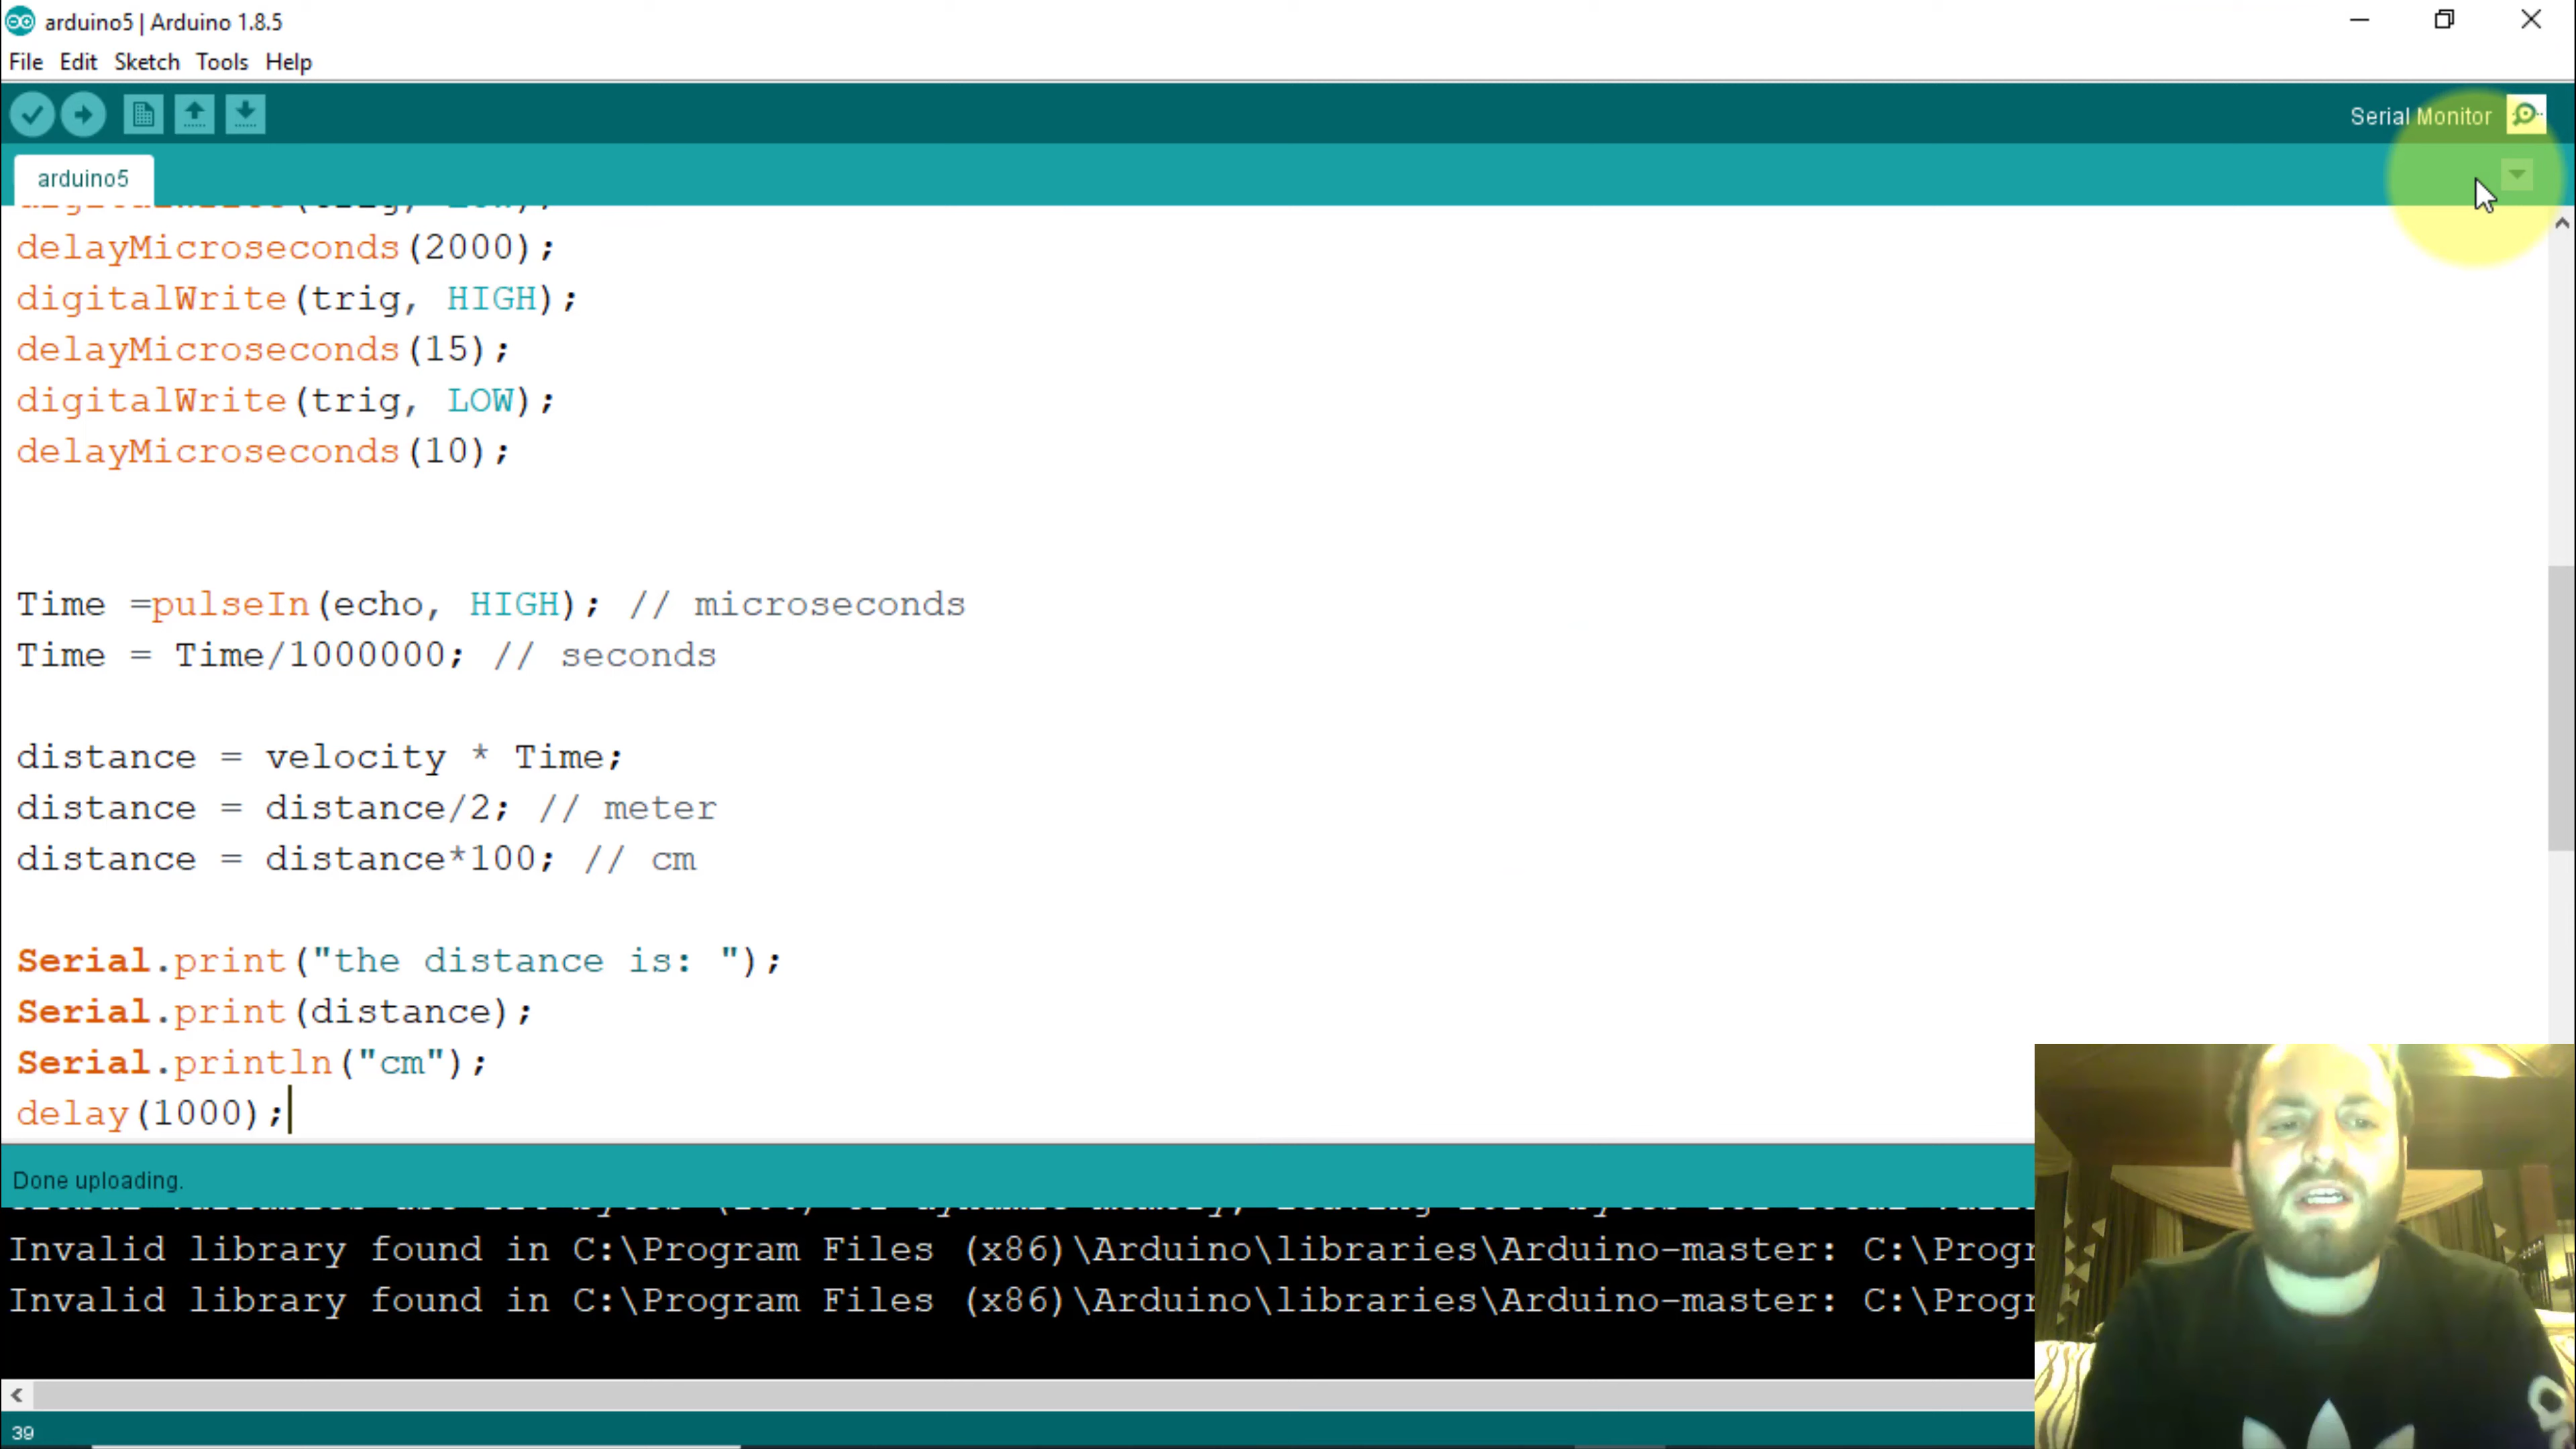 arduino5 | Arduino 1.8.5
File Edit Sketch Tools Help
Serial Monitor
arduino5
digitalWrite(trig, LOW);
delayMicroseconds(2000);
digitalWrite(trig, HIGH);
delayMicroseconds(15);
digitalWrite(trig, LOW);
delayMicroseconds(10);
Time =pulseIn(echo, HIGH); // microseconds
Time = Time/1000000; // seconds
distance = velocity * Time;
distance = distance/2; // meter
distance = distance*100; // cm
Serial.print("the distance is: ");
Serial.print(distance);
Serial.println("cm");
delay(1000);
Done uploading.
Invalid library found in C:\Program Files (x86)\Arduino\libraries\Arduino-master: C:\Progr
Invalid library found in C:\Program Files (x86)\Arduino\libraries\Arduino-master: C:\Progr
39